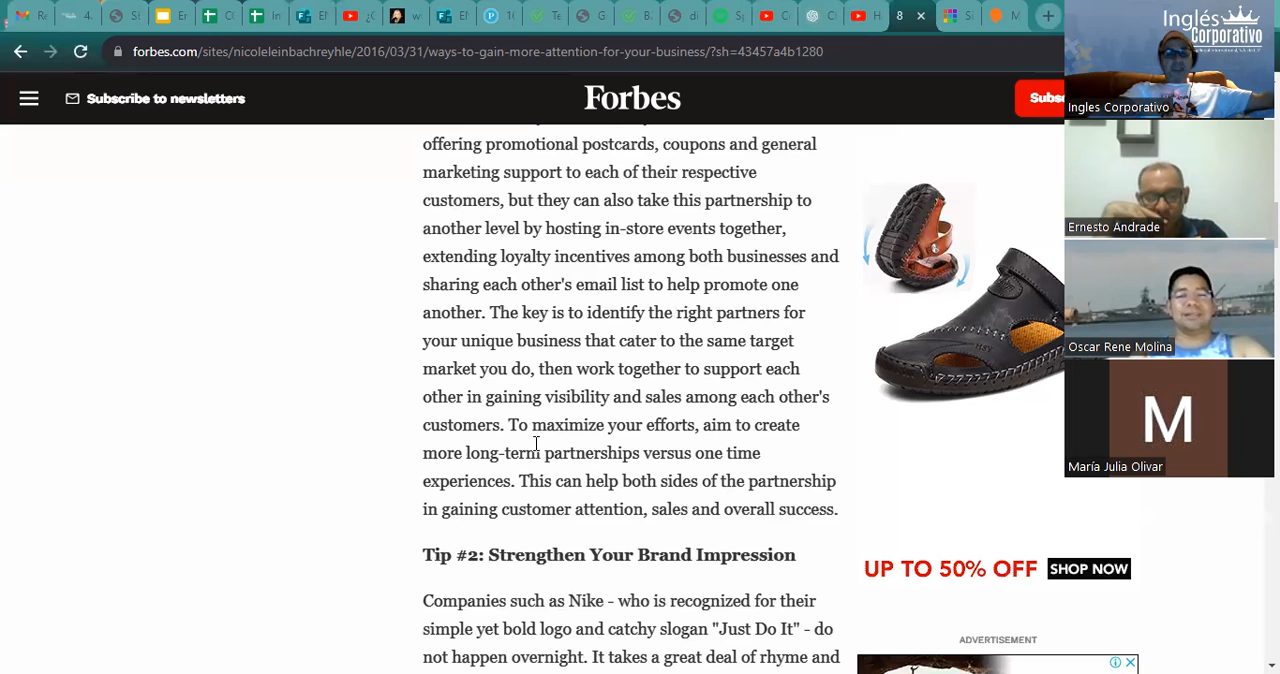 forbes.com/sites/nicoleleinbachreyhle/2016/03/31/ways-to-gain-more-attention-for-your-business/?sh=43457a4b1280
Subscribe to newsletters
Forbes
Subs
offering promotional postcards, coupons and general
marketing support to each of their respective
customers, but they can also take this partnership to
another level by hosting in-store events together,
extending loyalty incentives among both businesses and
sharing each other's email list to help promote one
another. The key is to identify the right partners for
your unique business that cater to the same target
market you do, then work together to support each
other in gaining visibility and sales among each other's
customers. To maximize your efforts, aim to create
more long-term partnerships versus one time
experiences. This can help both sides of the partnership
in gaining customer attention, sales and overall success.
Tip #2: Strengthen Your Brand Impression
Companies such as Nike - who is recognized for their
simple yet bold logo and catchy slogan "Just Do It" - do
not happen overnight. It takes a great deal of rhyme and
UP TO 50% OFF SHOP NOW
ADVERTISEMENT
Inglés
Corporativo
Ingles Corporativo
Ernesto Andrade
Oscar Rene Molina
M
María Julia Olivar